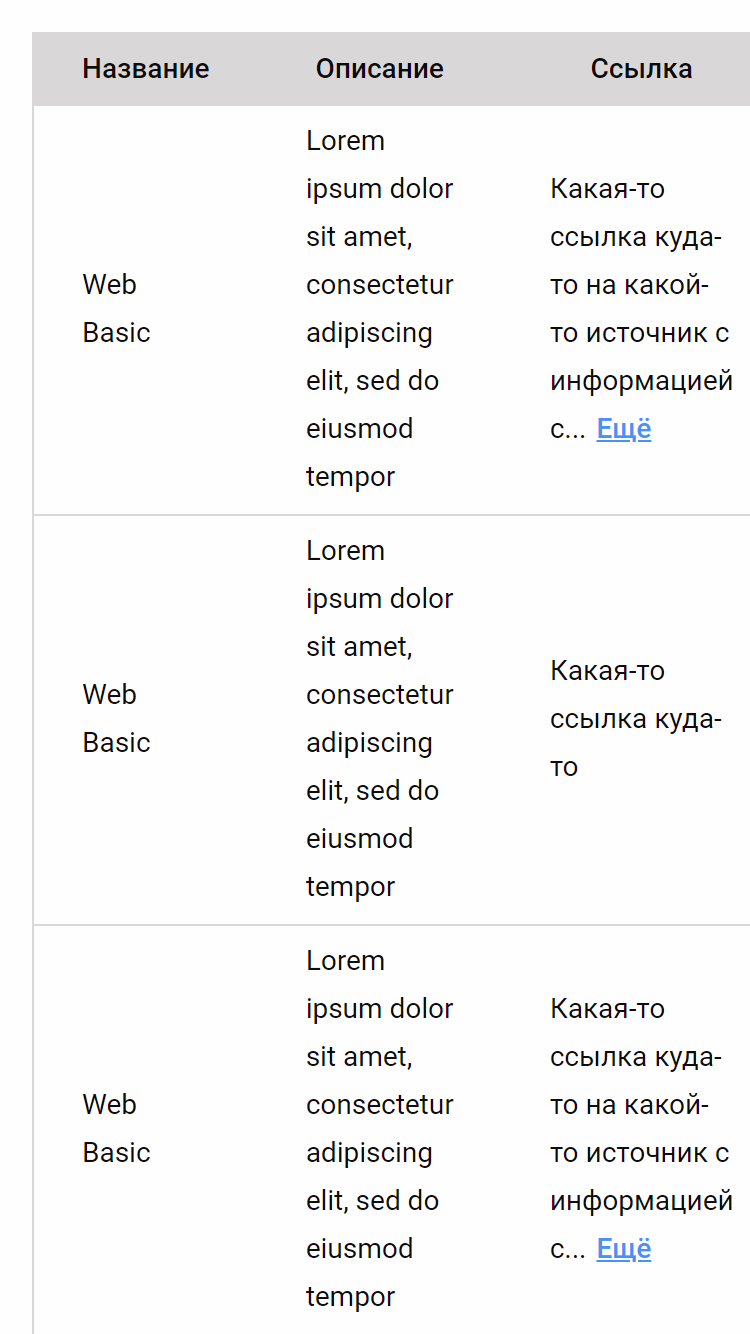 Название Описание Ссылка
Web
Basic
Lorem
ipsum dolor
sit amet,
consectetur
adipiscing
elit, sed do
eiusmod
tempor
Какая-то
ссылка куда-
то на какой-
то источник с
информацией
с... Ещё
Web
Basic
Lorem
ipsum dolor
sit amet,
consectetur
adipiscing
elit, sed do
eiusmod
tempor
Какая-то
ссылка куда-
то
Web
Basic
Lorem
ipsum dolor
sit amet,
consectetur
adipiscing
elit, sed do
eiusmod
tempor
Какая-то
ссылка куда-
то на какой-
то источник с
информацией
с... Ещё